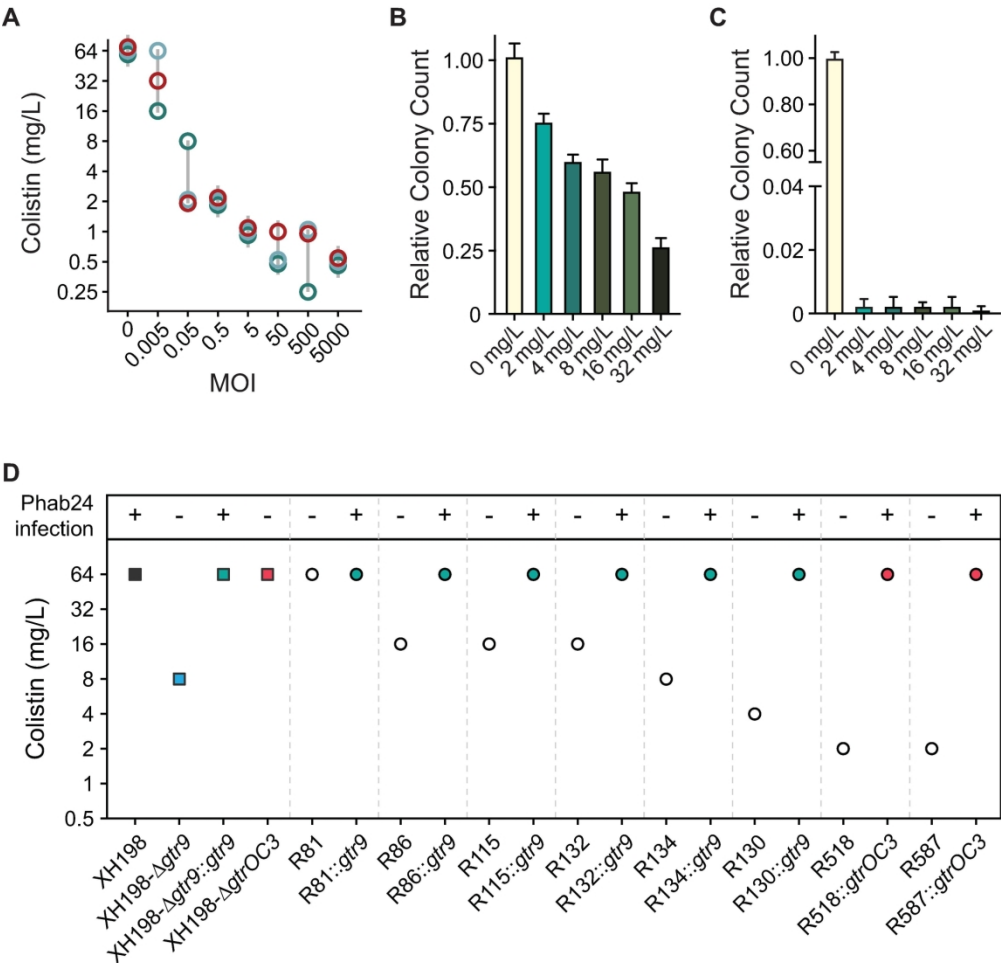 A
Colistin (mg/L)
64
32
16
8
4
2
1
0.5
0.25
0
0.005
0.05
0.5
5
50
500
5000
MOI
B
Relative Colony Count
1.00
0.75
0.50
0.25
0
0 mg/L
2 mg/L
4 mg/L
8 mg/L
16 mg/L
32 mg/L
C
Relative Colony Count
1.00
0.80
0.60
0.04
0.02
0
0 mg/L
2 mg/L
4 mg/L
8 mg/L
16 mg/L
32 mg/L
D
Phab24
infection
+ - + - - + - + - + - + - + - + - + - +
Colistin (mg/L)
64
32
16
8
4
2
1
0.5
XH198
XH198-Δgtr9
XH198-Δgtr9::gtr9
XH198-ΔgtrOC3
R81
R81::gtr9
R86
R86::gtr9
R115
R115::gtr9
R132
R132::gtr9
R134
R134::gtr9
R130
R130::gtr9
R518
R518::gtrOC3
R587
R587::gtrOC3